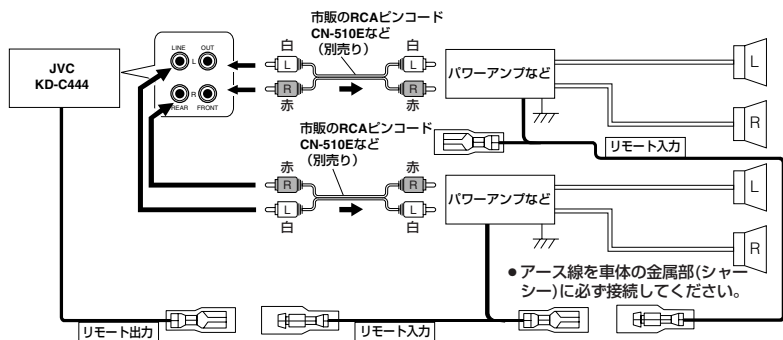 JVC
KD-C444
LINE OUT
L
R
REAR FRONT
市販のRCAピンコード
CN-510Eなど
(別売り)
白
L
R
赤
白
L
R
赤
パワーアンプなど
L
R
リモート入力
市販のRCAピンコード
CN-510Eなど
(別売り)
赤
R
L
白
赤
R
L
白
パワーアンプなど
L
R
●アース線を車体の金属部(シャー
シー)に必ず接続してください。
リモート出力
リモート入力